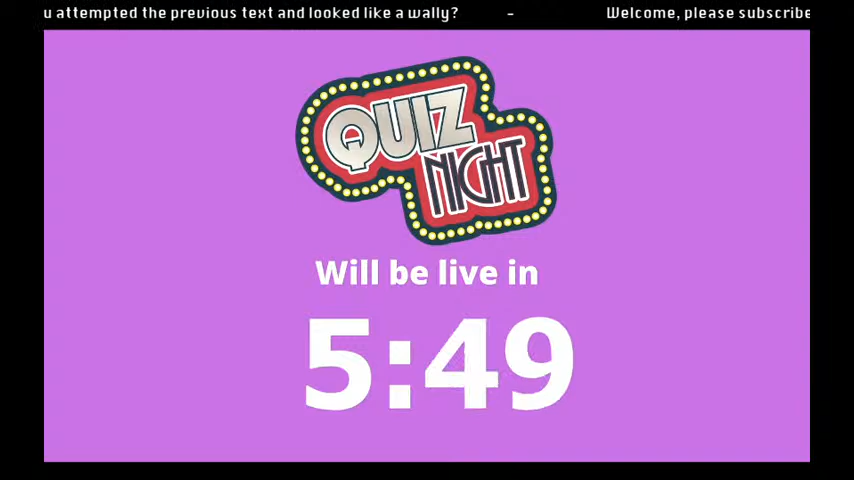 u attempted the previous text and looked like a wally? - Welcome, please subscribe
QUIZ
NIGHT
Will be live in
5:49